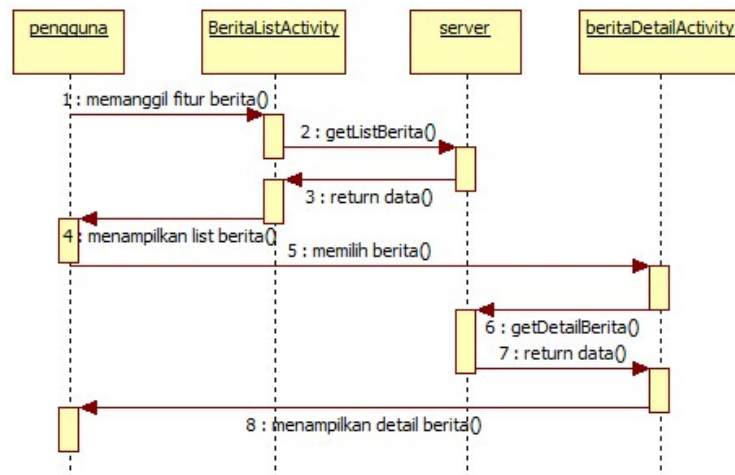 pengguna
BeritaListActivity
server
beritaDetailActivity
1 : memanggil fitur berita()
2 : getListBerita()
3 : return data()
4 : menampilkan list berita()
5 : memilih berita()
6 : getDetailBerita()
7 : return data()
8 : menampilkan detail berita()